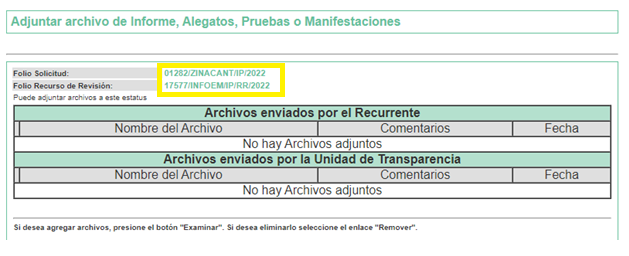 Adjuntar archivo de Informe, Alegatos, Pruebas o Manifestaciones
Folio Solicitud: 01282/ZINACANT/IP/2022
Folio Recurso de Revisión: 17577/INFOEM/IP/RR/2022
Puede adjuntar archivos a este estatus
Archivos enviados por el Recurrente
Nombre del Archivo Comentarios Fecha
No hay Archivos adjuntos
Archivos enviados por la Unidad de Transparencia
Nombre del Archivo Comentarios Fecha
No hay Archivos adjuntos
Si desea agregar archivos, presione el botón "Examinar". Si desea eliminarlo seleccione el enlace "Remover".